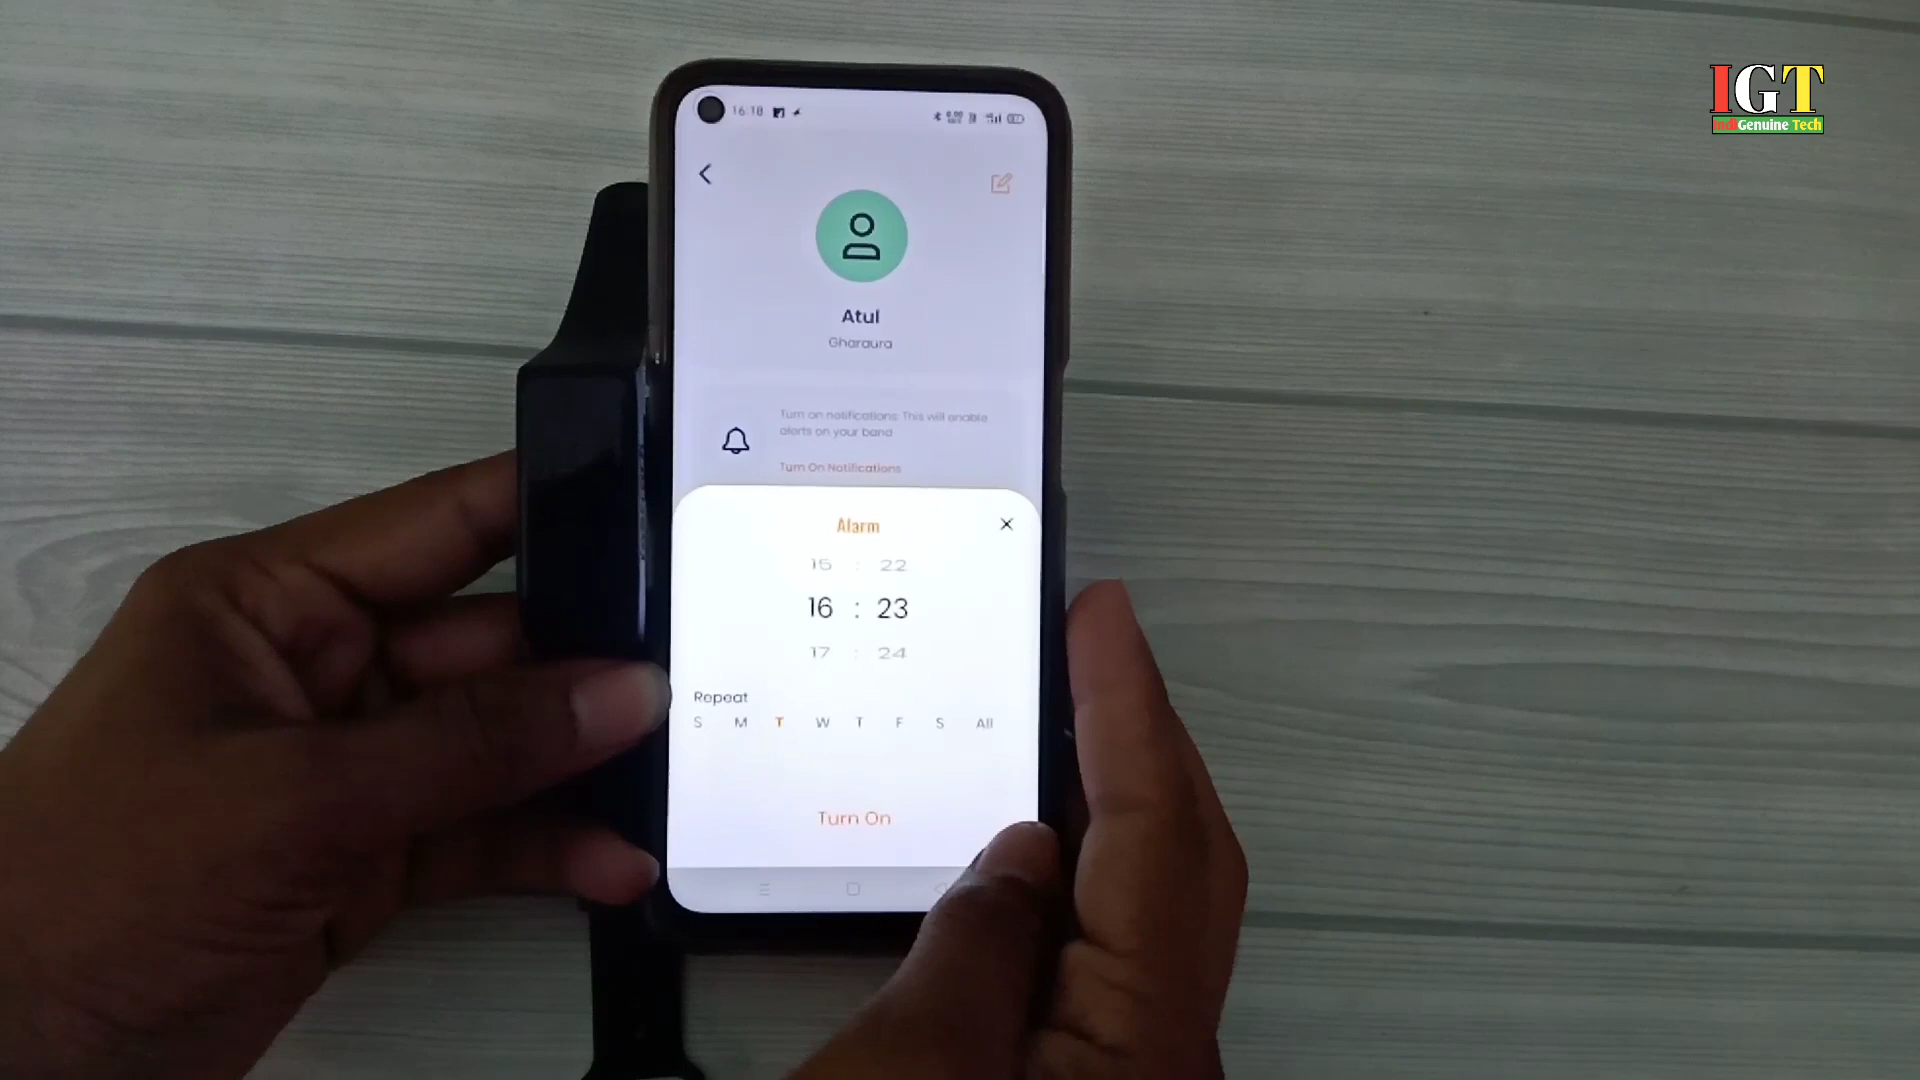 IGT
IndiGenuine Tech
16:18
Atul
Gharaura
Turn on notifications This will enable
alerts on your band
Turn On Notifications
Alarm
15 : 22
16 : 23
17 : 24
Repeat
S M T W T F S All
Turn On